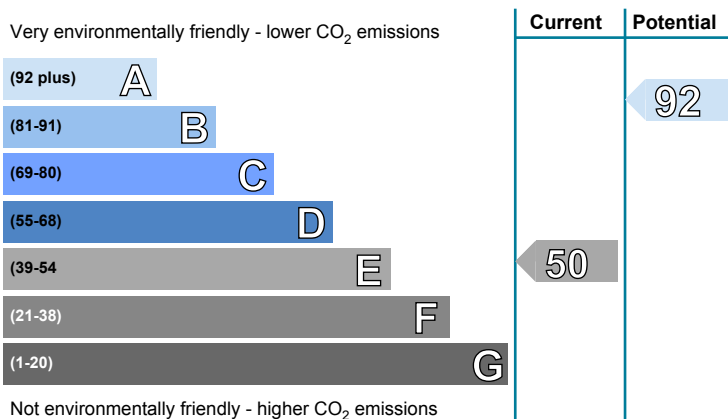 Current Potential
Very environmentally friendly - lower CO2 emissions
(92 plus) A
92
(81-91) B
(69-80) C
(55-68) D
(39-54 E
50
(21-38) F
(1-20) G
Not environmentally friendly - higher CO2 emissions